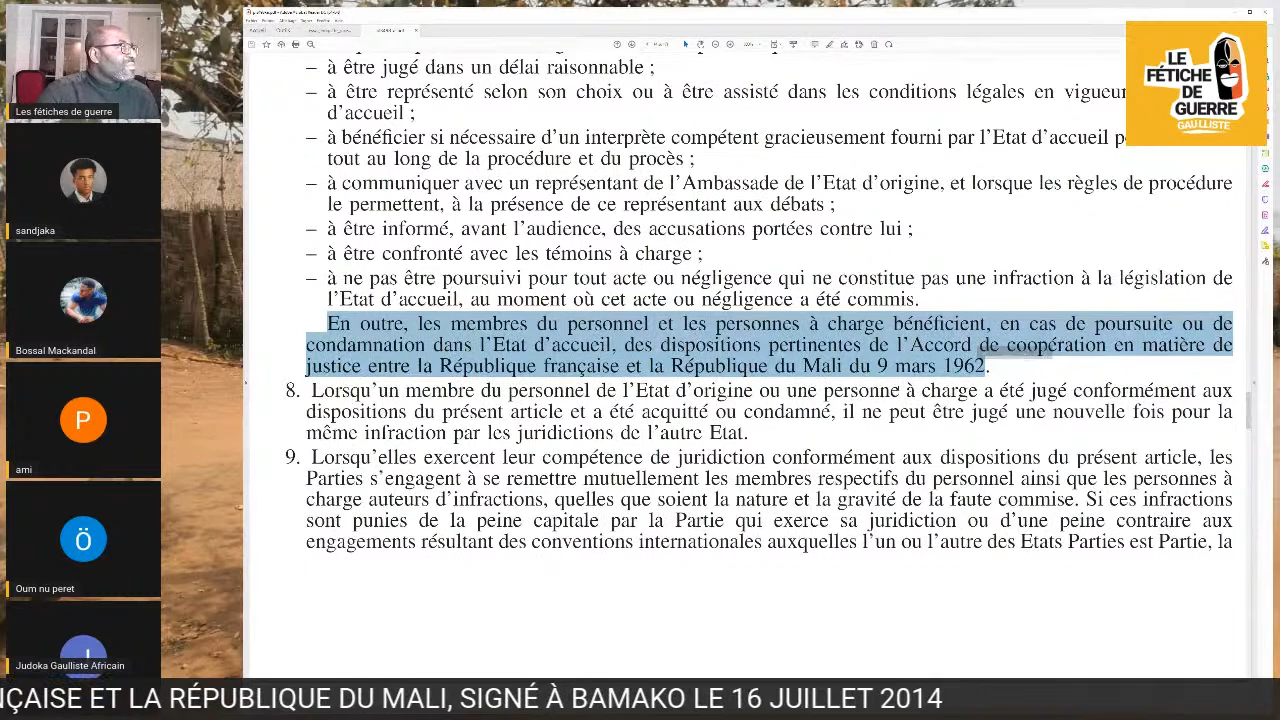 Les fétiches de guerre
sandjaka
Bossal Mackandal
P
ami
Ö
Oum nu peret
Judoka Gaulliste Africain
LE
FÉTICHE
DE
GUERRE
GAULLISTE
– à être jugé dans un délai raisonnable ;
– à être représenté selon son choix ou à être assisté dans les conditions légales en vigueur
d’accueil ;
– à bénéficier si nécessaire d’un interprète compétent gracieusement fourni par l’Etat d’accueil
tout au long de la procédure et du procès ;
– à communiquer avec un représentant de l’Ambassade de l’Etat d’origine, et lorsque les règles de procédure
le permettent, à la présence de ce représentant aux débats ;
– à être informé, avant l’audience, des accusations portées contre lui ;
– à être confronté avec les témoins à charge ;
– à ne pas être poursuivi pour tout acte ou négligence qui ne constitue pas une infraction à la législation de
l’Etat d’accueil, au moment où cet acte ou négligence a été commis.
En outre, les membres du personnel et les personnes à charge bénéficient, en cas de poursuite ou de
condamnation dans l’Etat d’accueil, des dispositions pertinentes de l’Accord de coopération en matière de
justice entre la République française et la République du Mali du 9 mars 1962.
8. Lorsqu’un membre du personnel de l’Etat d’origine ou une personne à charge a été jugé conformément aux
dispositions du présent article et a été acquitté ou condamné, il ne peut être jugé une nouvelle fois pour la
même infraction par les juridictions de l’autre Etat.
9. Lorsqu’elles exercent leur compétence de juridiction conformément aux dispositions du présent article, les
Parties s’engagent à se remettre mutuellement les membres respectifs du personnel ainsi que les personnes à
charge auteurs d’infractions, quelles que soient la nature et la gravité de la faute commise. Si ces infractions
sont punies de la peine capitale par la Partie qui exerce sa juridiction ou d’une peine contraire aux
engagements résultant des conventions internationales auxquelles l’un ou l’autre des Etats Parties est Partie, la
NÇAISE ET LA RÉPUBLIQUE DU MALI, SIGNÉ À BAMAKO LE 16 JUILLET 2014